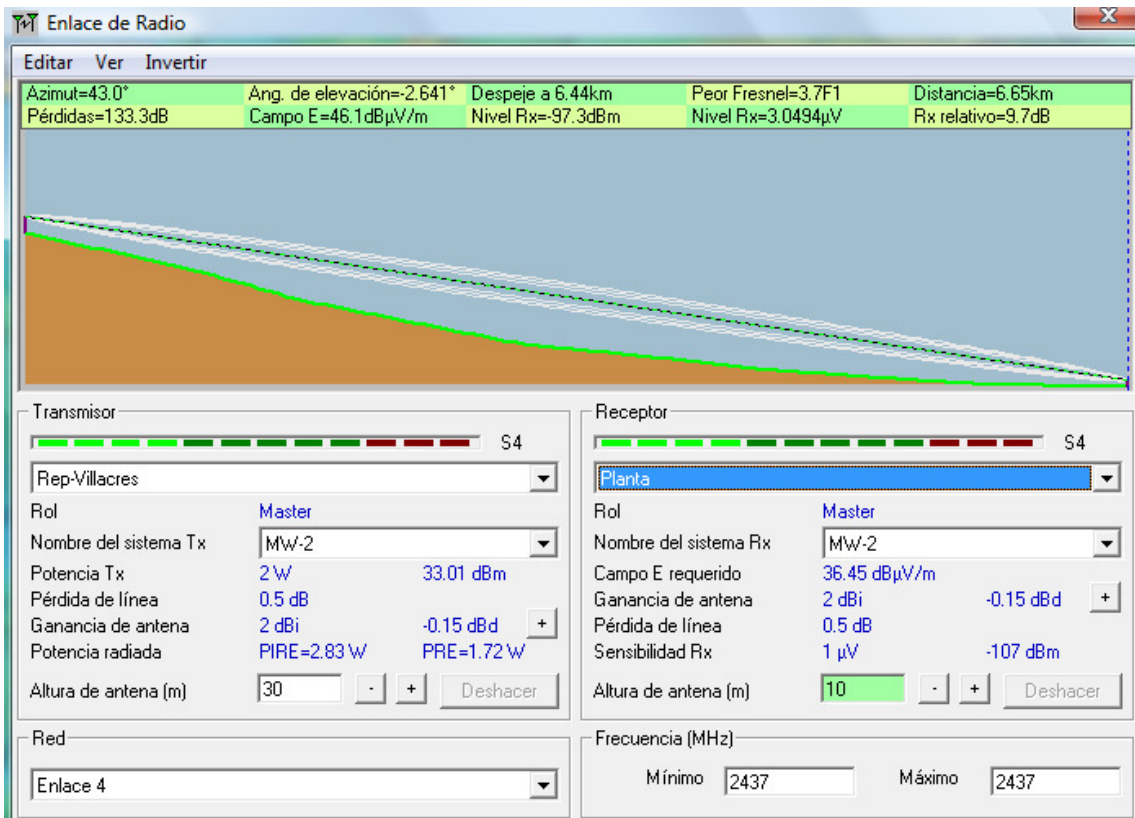 Enlace de Radio
X
Editar Ver Invertir
Azimut=43.0° Ang. de elevación=-2.641° Despeje a 6.44km Peor Fresnel=3.7F1 Distancia=6.65km
Pérdidas=133.3dB Campo E=46.1dBµV/m Nivel Rx=-97.3dBm Nivel Rx=3.0494µV Rx relativo=9.7dB
Transmisor
S4
Rep-Villacres
Rol Master
Nombre del sistema Tx MW-2
Potencia Tx 2 W 33.01 dBm
Pérdida de línea 0.5 dB
Ganancia de antena 2 dBi -0.15 dBd +
Potencia radiada PIRE=2.83 W PRE=1.72 W
Altura de antena (m) 30 - + Deshacer
Red
Enlace 4
Receptor
S4
Planta
Rol Master
Nombre del sistema Rx MW-2
Campo E requerido 36.45 dBµV/m
Ganancia de antena 2 dBi -0.15 dBd +
Pérdida de línea 0.5 dB
Sensibilidad Rx 1 µV -107 dBm
Altura de antena (m) 10 - + Deshacer
Frecuencia (MHz)
Mínimo 2437 Máximo 2437